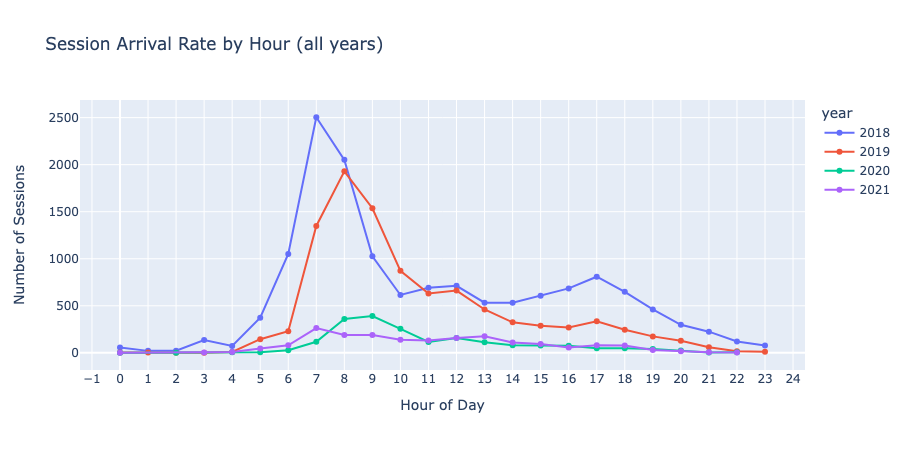 Session Arrival Rate by Hour (all years)
year
2018
2019
2020
2021
Number of Sessions
2500
2000
1500
1000
500
0
−1 0 1 2 3 4 5 6 7 8 9 10 11 12 13 14 15 16 17 18 19 20 21 22 23 24
Hour of Day